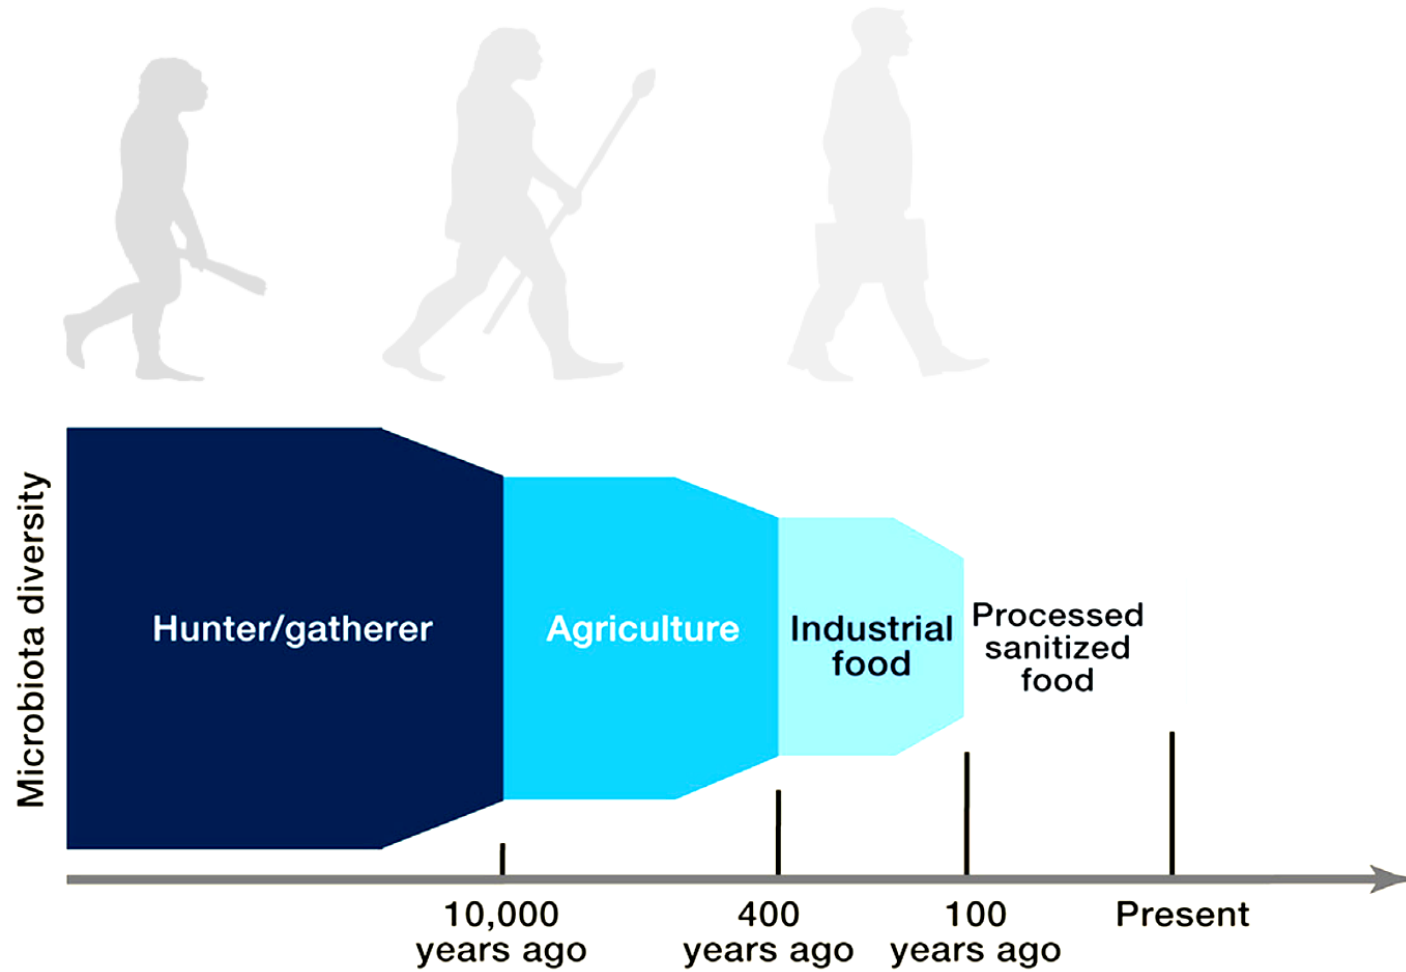 Microbiota diversity
Hunter/gatherer
Agriculture
Industrial
food
Processed
sanitized
food
10,000
years ago
400
years ago
100
years ago
Present